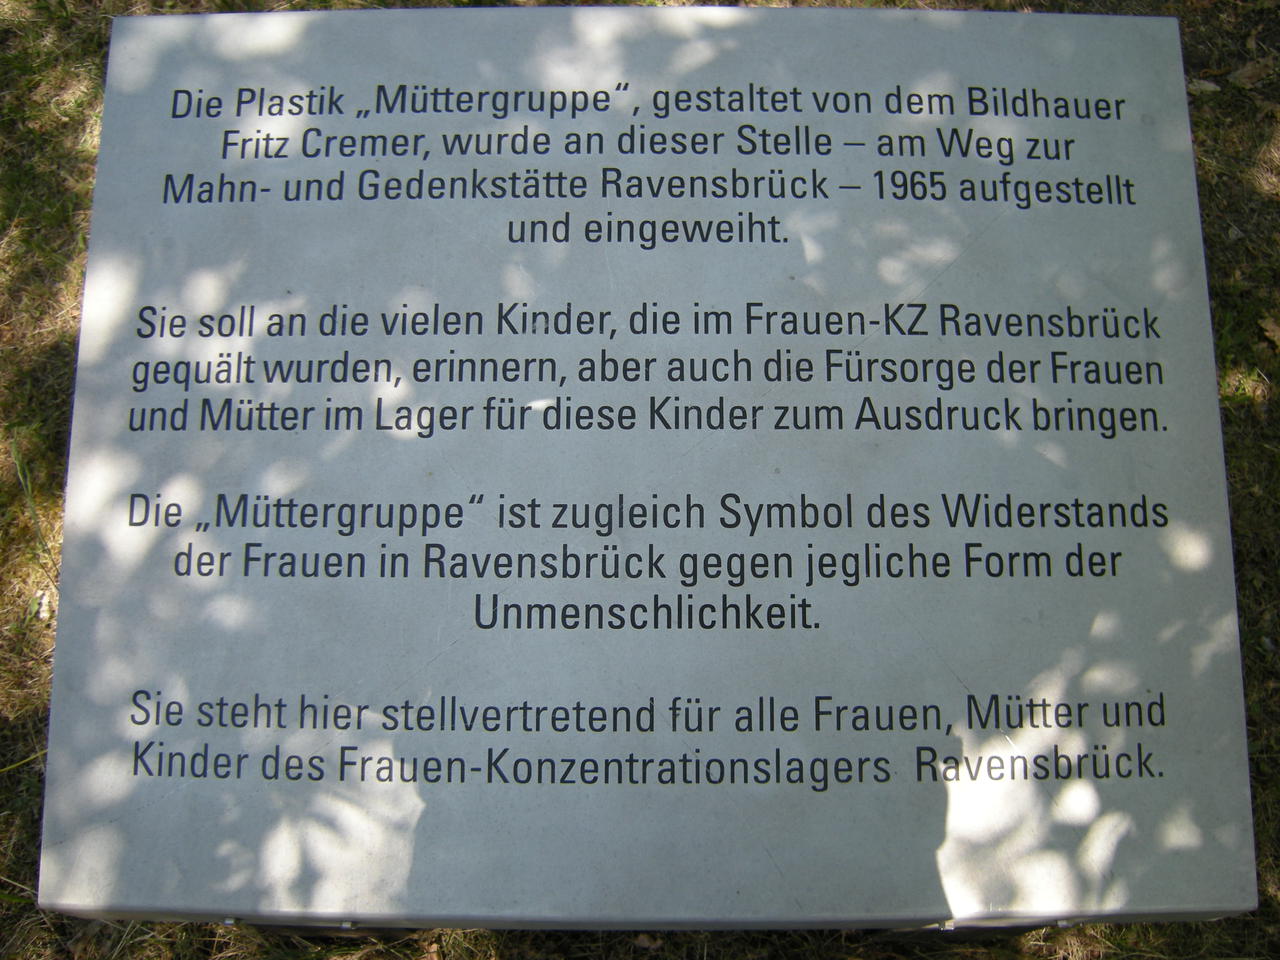 Die Plastik „Müttergruppe“, gestaltet von dem Bildhauer
Fritz Cremer, wurde an dieser Stelle – am Weg zur
Mahn- und Gedenkstätte Ravensbrück – 1965 aufgestellt
und eingeweiht.
Sie soll an die vielen Kinder, die im Frauen-KZ Ravensbrück
gequält wurden, erinnern, aber auch die Fürsorge der Frauen
und Mütter im Lager für diese Kinder zum Ausdruck bringen.
Die „Müttergruppe“ ist zugleich Symbol des Widerstands
der Frauen in Ravensbrück gegen jegliche Form der
Unmenschlichkeit.
Sie steht hier stellvertretend für alle Frauen, Mütter und
Kinder des Frauen-Konzentrationslagers Ravensbrück.